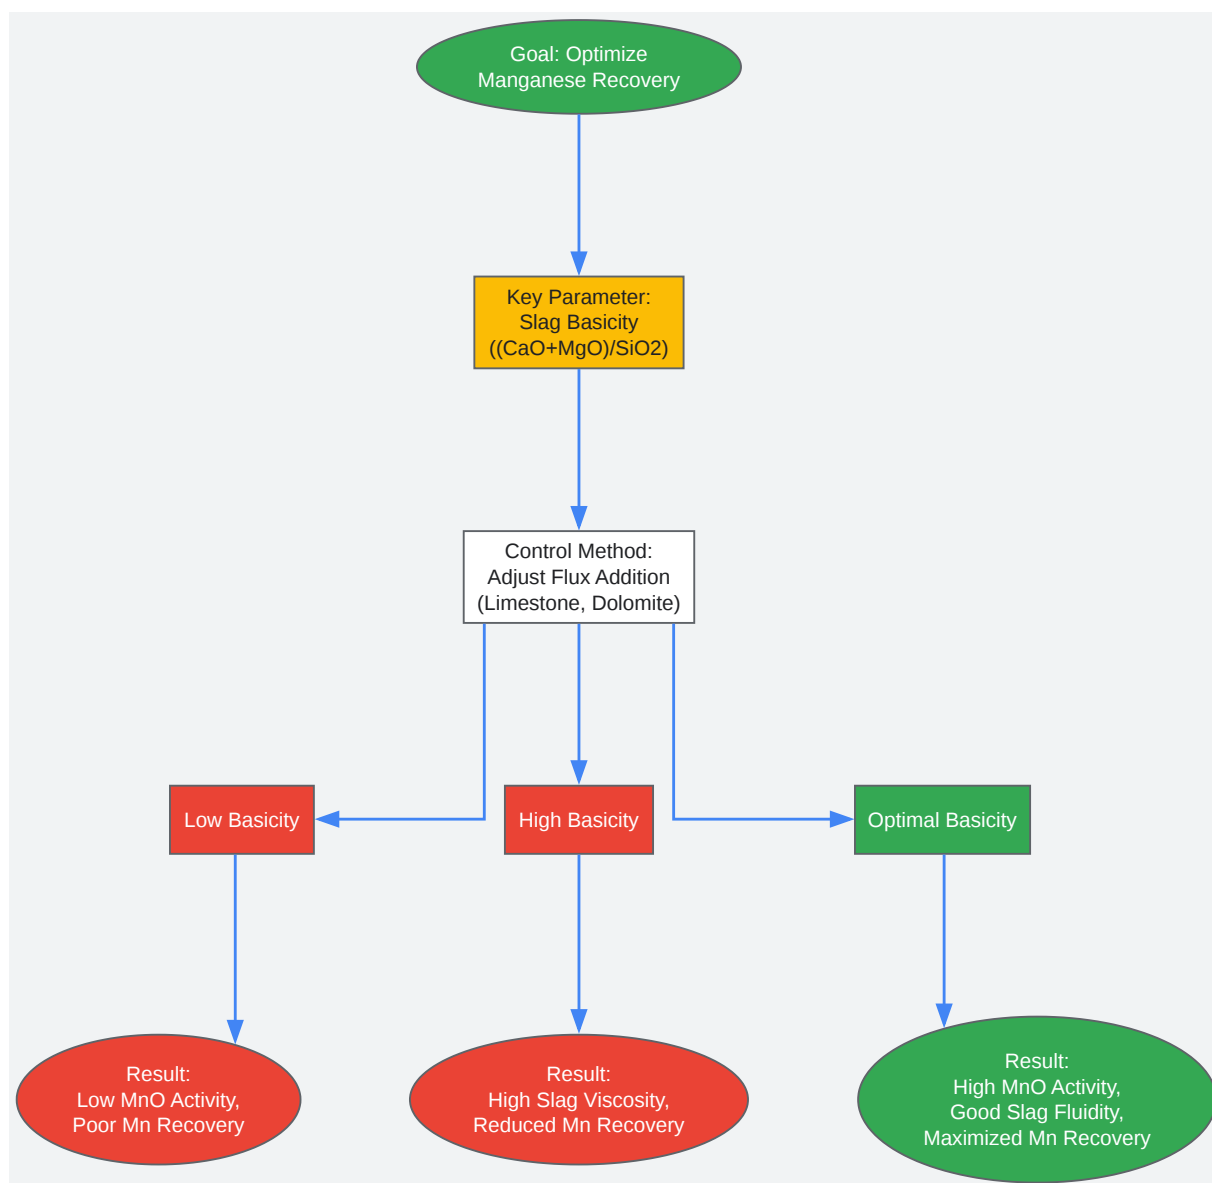 Goal: Optimize
Manganese Recovery
Key Parameter:
Slag Basicity
((CaO+MgO)/SiO2)
Control Method:
Adjust Flux Addition
(Limestone, Dolomite)
Low Basicity
High Basicity
Optimal Basicity
Result:
Low MnO Activity,
Poor Mn Recovery
Result:
High Slag Viscosity,
Reduced Mn Recovery
Result:
High MnO Activity,
Good Slag Fluidity,
Maximized Mn Recovery